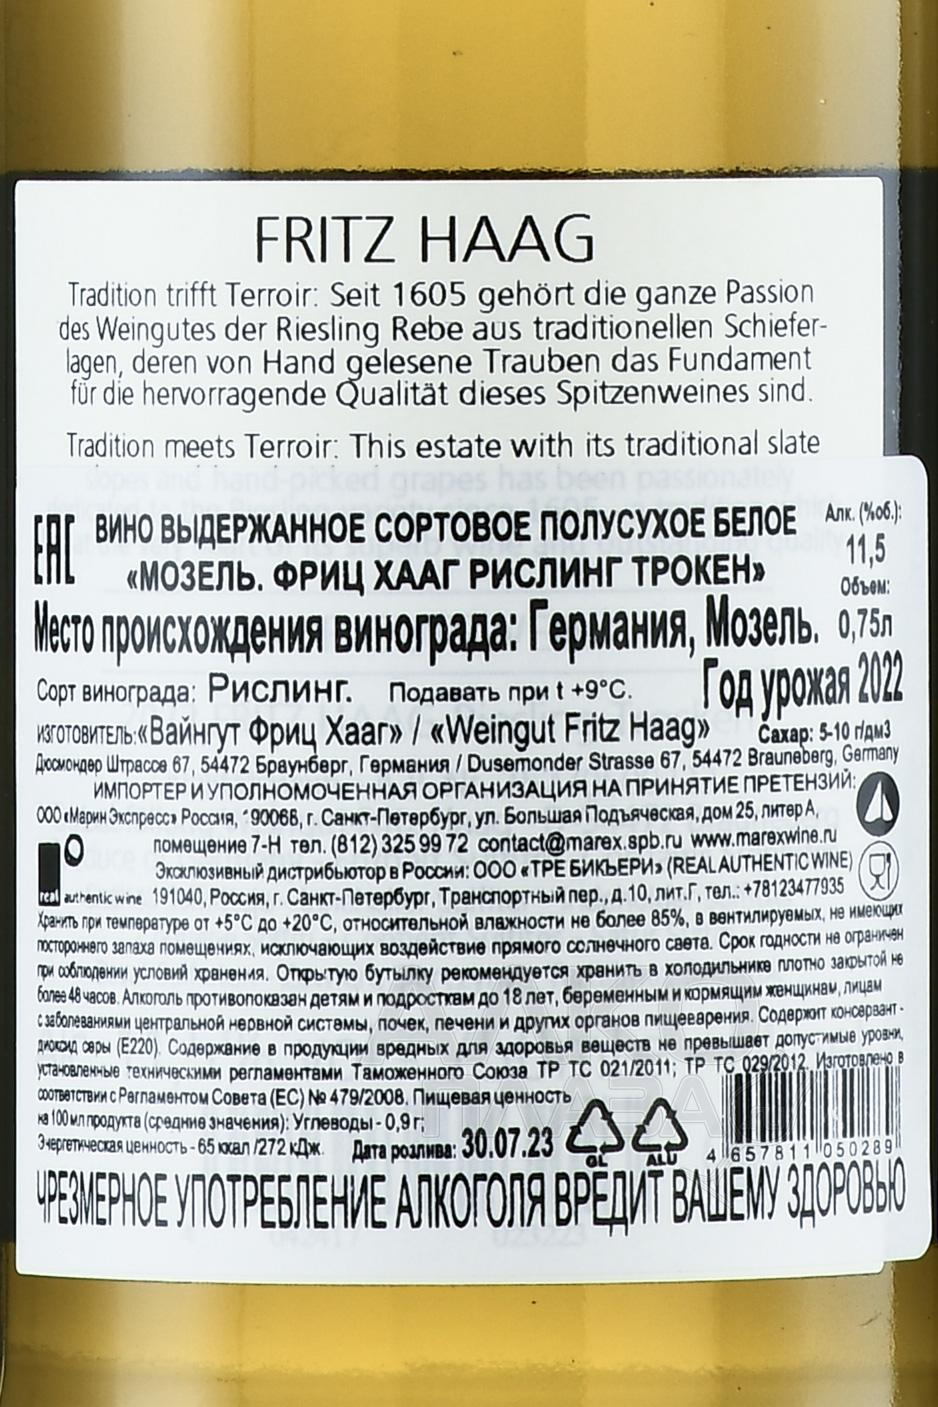 FRITZ HAAG
Tradition trifft Terroir: Seit 1605 gehört die ganze Passion
des Weingutes der Riesling Rebe aus traditionellen Schiefer-
lagen, deren von Hand gelesene Trauben das Fundament
für die hervorragende Qualität dieses Spitzenweines sind.
Tradition meets Terroir: This estate with its traditional slate
slopes and hand-picked grapes has been passionately
EAC ВИНО ВЫДЕРЖАННОЕ СОРТОВОЕ ПОЛУСУХОЕ БЕЛОЕ Алк. (%об.):
«МОЗЕЛЬ. ФРИЦ ХААГ РИСЛИНГ ТРОКЕН» 11,5
Объем:
Место происхождения винограда: Германия, Мозель. 0,75л
Сорт винограда: Рислинг. Подавать при t +9°С. Год урожая 2022
изготовитель:«Вайнгут Фриц Хааг» / «Weingut Fritz Haag» Сахар: 5-10 г/дм3
Дюсмондер Штрассе 67, 54472 Браунберг, Германия / Dusemonder Strasse 67, 54472 Brauneberg, Germany
ИМПОРТЕР И УПОЛНОМОЧЕННАЯ ОРГАНИЗАЦИЯ НА ПРИНЯТИЕ ПРЕТЕНЗИЙ:
ООО «Марин Экспресс» Россия, 190068, г. Санкт-Петербург, ул. Большая Подъяческая, дом 25, литер А,
помещение 7-Н тел. (812) 325 99 72 contact@marex.spb.ru www.marexwine.ru
Эксклюзивный дистрибьютор в России: ООО «ТРЕ БИКЬЕРИ» (REAL AUTHENTIC WINE)
real authentic wine 191040, Россия, г. Санкт-Петербург, Транспортный пер., д.10, лит.Г, тел.: +78123477935
Хранить при температуре от +5°С до +20°С, относительной влажности не более 85%, в вентилируемых, не имеющих
постороннего запаха помещениях, исключающих воздействие прямого солнечного света. Срок годности не ограничен
при соблюдении условий хранения. Открытую бутылку рекомендуется хранить в холодильнике плотно закрытой не
более 48 часов. Алкоголь противопоказан детям и подросткам до 18 лет, беременным и кормящим женщинам, лицам
с заболеваниями центральной нервной системы, почек, печени и других органов пищеварения. Содержит консервант -
диоксид серы (Е220). Содержание в продукции вредных для здоровья веществ не превышает допустимые уровни,
установленные техническими регламентами Таможенного Союза ТР ТС 021/2011; ТР ТС 029/2012. Изготовлено в
соответствии с Регламентом Совета (ЕС) № 479/2008. Пищевая ценность
на 100 мл продукта (средние значения): Углеводы - 0,9 г;
Энергетическая ценность - 65 ккал /272 кДж. Дата розлива: 30.07.23
GL ALU 4 657811 050289
ЧРЕЗМЕРНОЕ УПОТРЕБЛЕНИЕ АЛКОГОЛЯ ВРЕДИТ ВАШЕМУ ЗДОРОВЬЮ